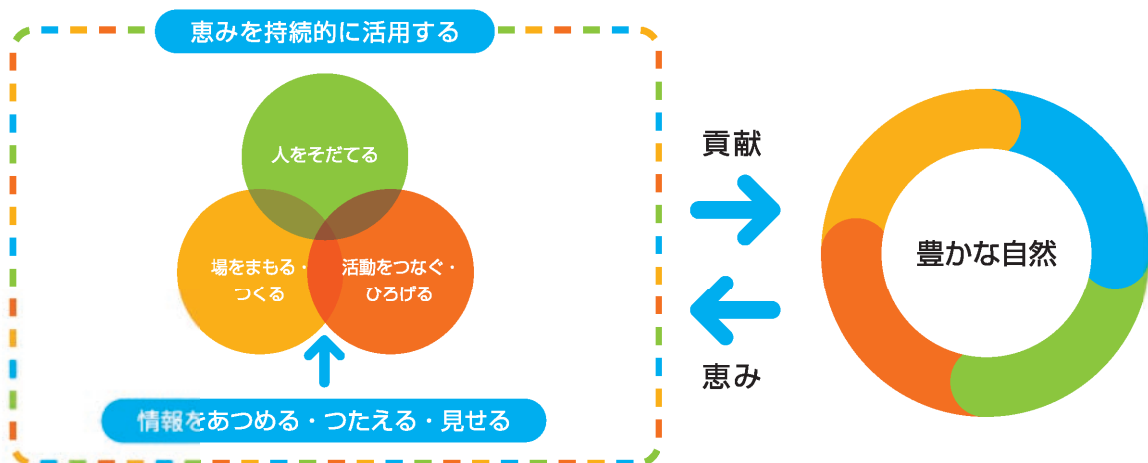 恵みを持続的に活用する
人をそだてる
場をまもる・
つくる
活動をつなぐ・
ひろげる
情報をあつめる・つたえる・見せる
貢献
恵み
豊かな自然